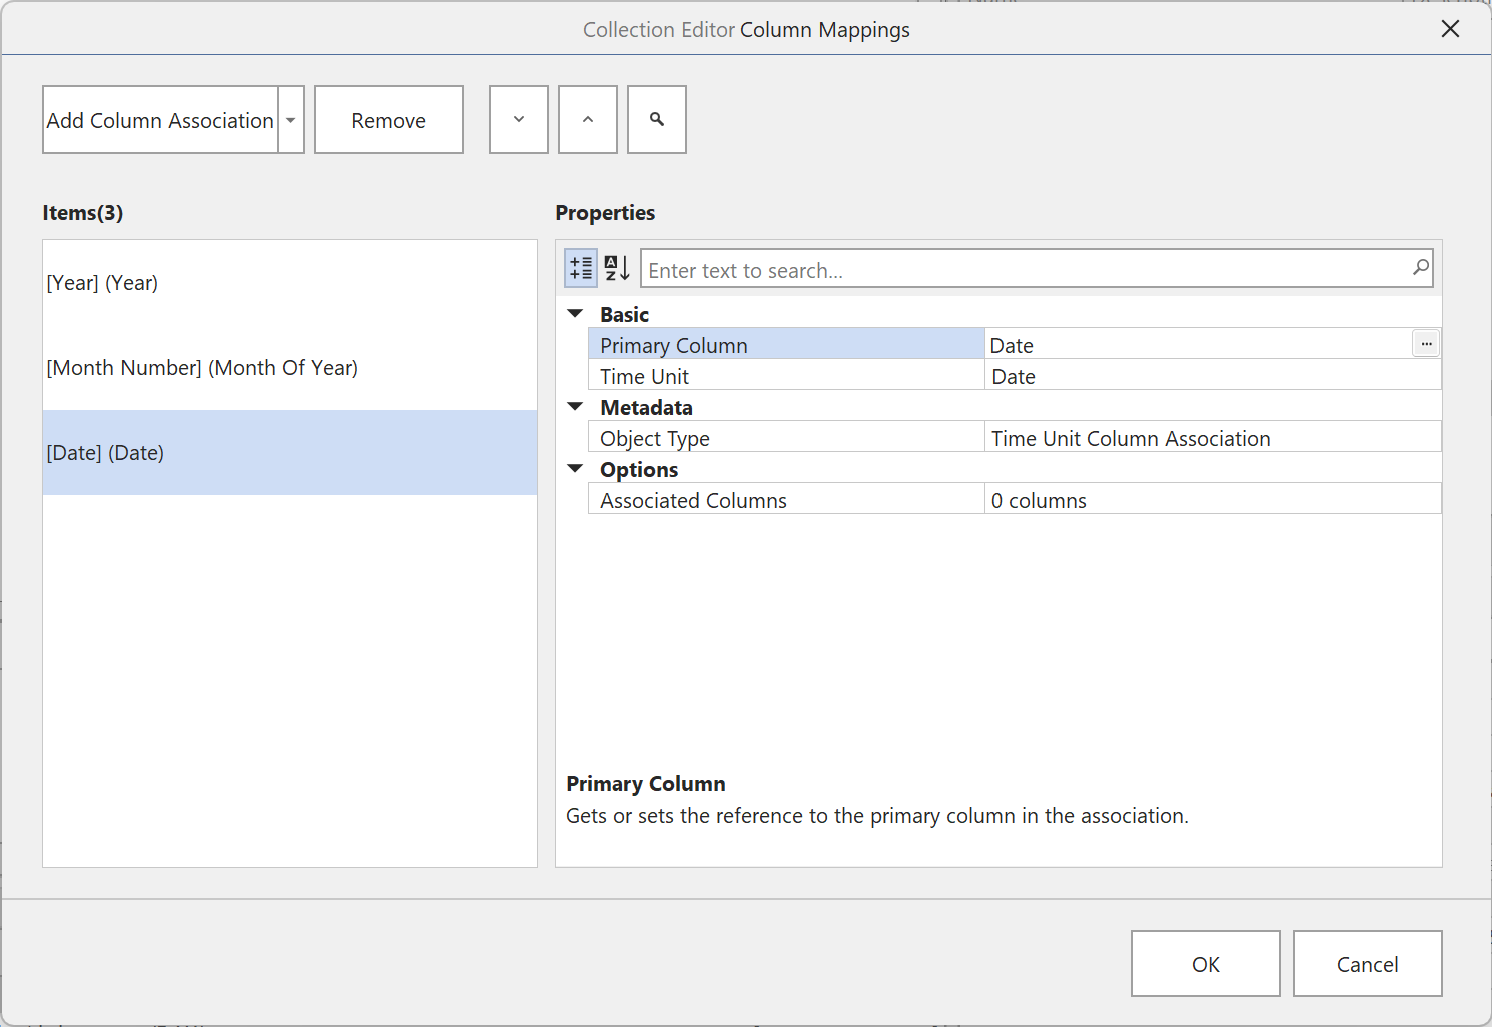 Collection Editor Column Mappings
Add Column Association
Remove
Items(3)
Properties
[Year] (Year)
[Month Number] (Month Of Year)
[Date] (Date)
Enter text to search...
Basic
Primary Column Date ...
Time Unit Date
Metadata
Object Type Time Unit Column Association
Options
Associated Columns 0 columns
Primary Column
Gets or sets the reference to the primary column in the association.
OK
Cancel